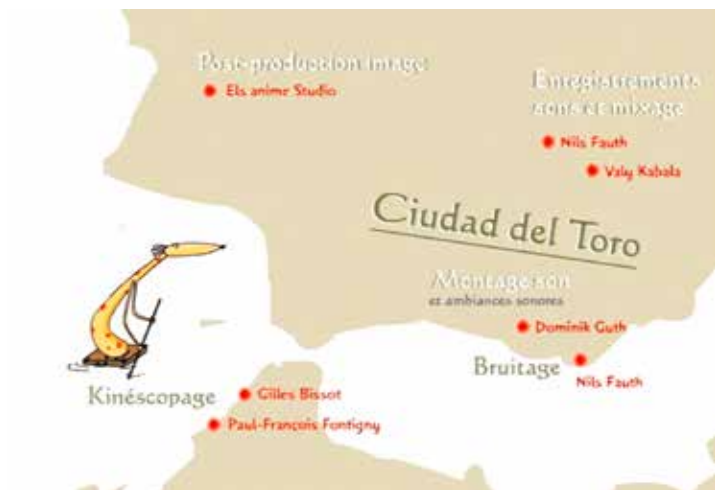 Post-production image
Els anime Studio
Enregistrements
sons et mixage
Nils Fauth
Valy Kabala
Ciudad del Toro
Montage son
et ambiances sonores
Dominik Guth
Bruitage
Nils Fauth
Kinéscopage
Gilles Bissot
Paul-François Fontigny